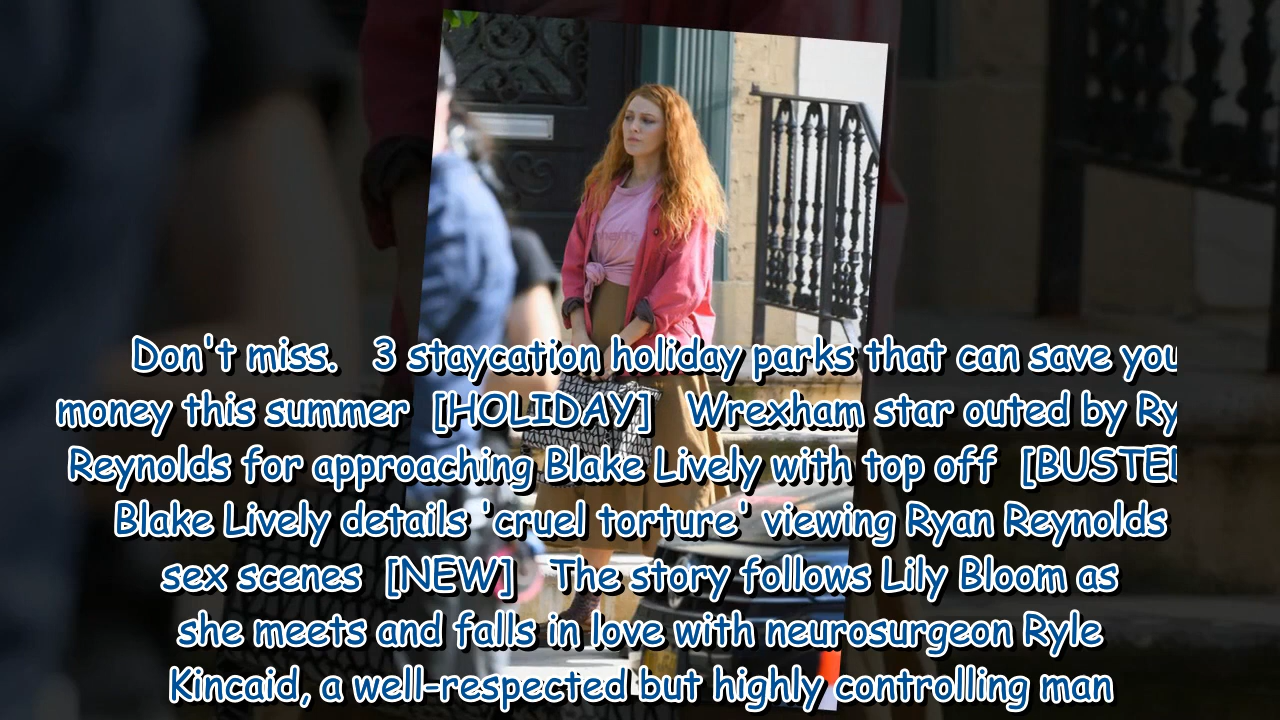 Don't miss. 3 staycation holiday parks that can save you
money this summer [HOLIDAY] Wrexham star outed by Ry
Reynolds for approaching Blake Lively with top off [BUSTED
Blake Lively details 'cruel torture' viewing Ryan Reynolds
sex scenes [NEW] The story follows Lily Bloom as
she meets and falls in love with neurosurgeon Ryle
Kincaid, a well-respected but highly controlling man